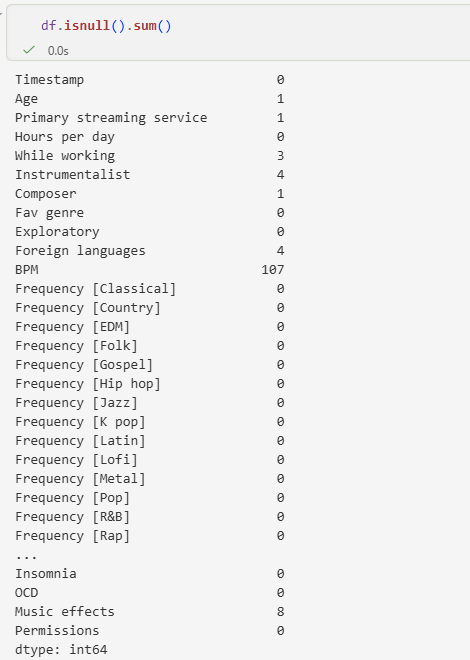 df.isnull().sum()
0.0s
Timestamp 0
Age 1
Primary streaming service 1
Hours per day 0
While working 3
Instrumentalist 4
Composer 1
Fav genre 0
Exploratory 0
Foreign languages 4
BPM 107
Frequency [Classical] 0
Frequency [Country] 0
Frequency [EDM] 0
Frequency [Folk] 0
Frequency [Gospel] 0
Frequency [Hip hop] 0
Frequency [Jazz] 0
Frequency [K pop] 0
Frequency [Latin] 0
Frequency [Lofi] 0
Frequency [Metal] 0
Frequency [Pop] 0
Frequency [R&B] 0
Frequency [Rap] 0
...
Insomnia 0
OCD 0
Music effects 8
Permissions 0
dtype: int64